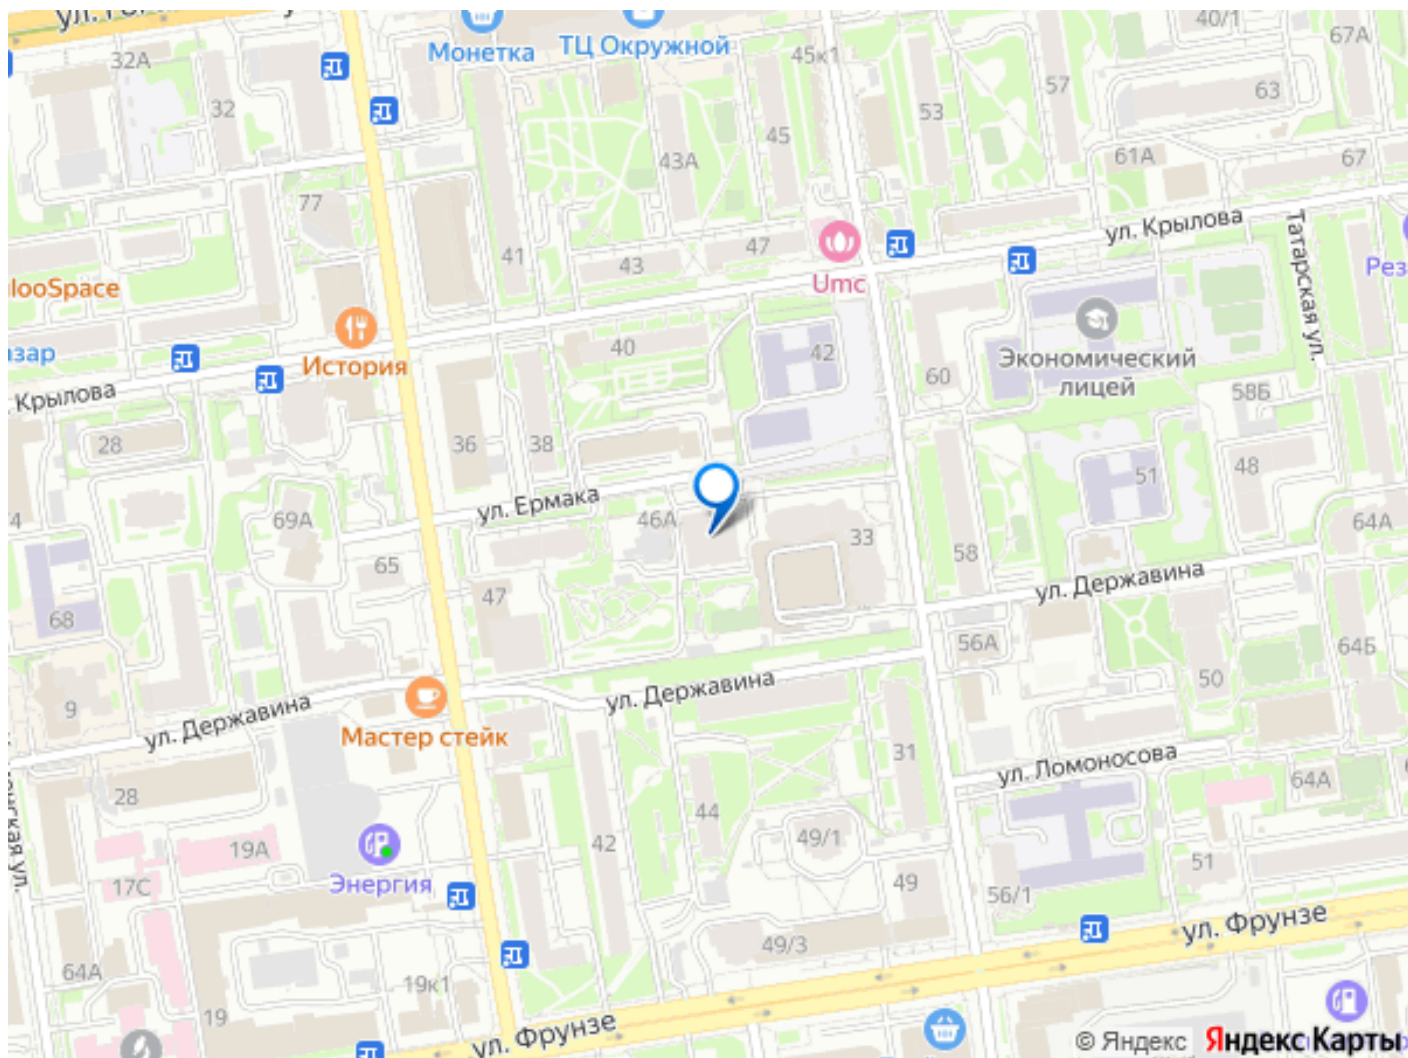 Монетка
ТЦ Окружной
40/1
67А
32А
45к1
57
63
32
53
45
43А
61А
67
77
ул. Крылова
Татарская ул.
41
47
43
Umc
looSpace
История
40
42
Экономический
лицей
60
58Б
. Крылова
28
36
38
51
48
ул. Ермака
46А
69А
33
64А
65
58
ул. Державина
47
68
56А
64Б
50
9
ул. Державина
ул. Державина
Мастер стейк
31
ул. Ломоносова
64А
28
44
42
49/1
19А
51
17С
Энергия
49
56/1
ул. Фрунзе
49/3
64А
19к1
19
ул. Фрунзе
© Яндекс
Яндекс Карты